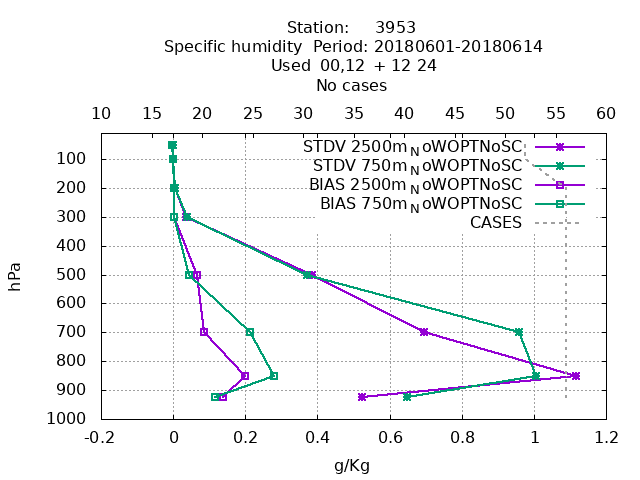 Station: 3953
Specific humidity Period: 20180601-20180614
Used 00,12 + 12 24
No cases
10 15 20 25 30 35 40 45 50 55 60
STDV 2500m_NoWOPTNoSC
STDV 750m_NoWOPTNoSC
BIAS 2500m_NoWOPTNoSC
BIAS 750m_NoWOPTNoSC
CASES
100
200
300
400
500
600
700
800
900
1000
hPa
-0.2 0 0.2 0.4 0.6 0.8 1 1.2
g/Kg